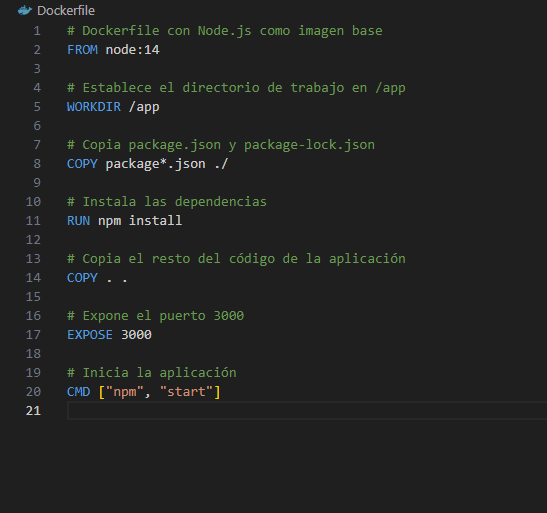 Dockerfile
1 # Dockerfile con Node.js como imagen base
2 FROM node:14
3
4 # Establece el directorio de trabajo en /app
5 WORKDIR /app
6
7 # Copia package.json y package-lock.json
8 COPY package*.json ./
9
10 # Instala las dependencias
11 RUN npm install
12
13 # Copia el resto del código de la aplicación
14 COPY . .
15
16 # Expone el puerto 3000
17 EXPOSE 3000
18
19 # Inicia la aplicación
20 CMD ["npm", "start"]
21